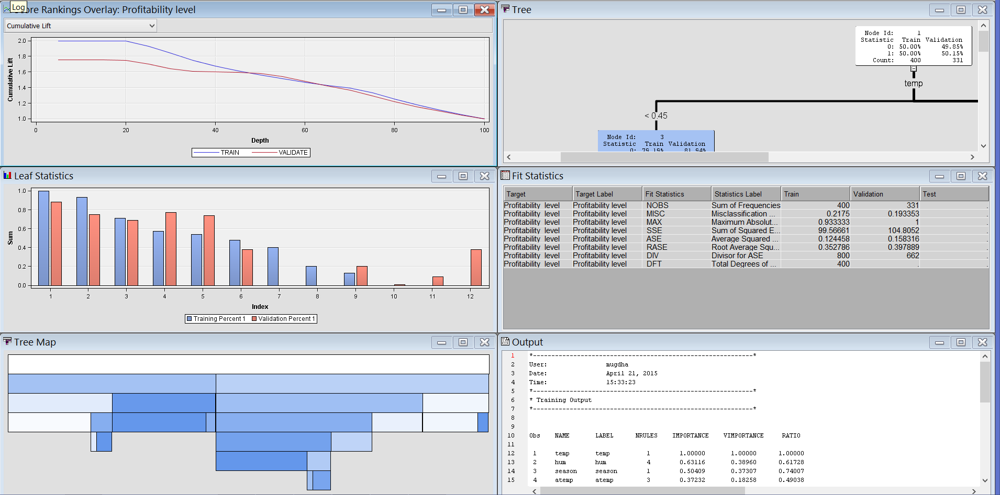 Log
Score Rankings Overlay: Profitability level
Cumulative Lift
Cumulative Lift
2.0
1.8
1.6
1.4
1.2
1.0
0 20 40 60 80 100
Depth
TRAIN VALIDATE
Tree
Node Id: 1
Statistic Train Validation
0: 50.00% 49.85%
1: 50.00% 50.15%
Count: 400 331
temp
< 0.45
Node Id: 3
Statistic Train Validation
0: 79.19% 81.94%
Leaf Statistics
Sum
1.0
0.8
0.6
0.4
0.2
0.0
1 2 3 4 5 6 7 8 9 10 11 12
Index
Training Percent 1 Validation Percent 1
Fit Statistics
Target Target Label Fit Statistics Statistics Label Train Validation Test
Profitability_level Profitability level NOBS Sum of Frequencies 400 331 .
Profitability_level Profitability level MISC Misclassification ... 0.2175 0.193353 .
Profitability_level Profitability level MAX Maximum Absolut... 0.933333 1 .
Profitability_level Profitability level SSE Sum of Squared E... 99.56661 104.8052 .
Profitability_level Profitability level ASE Average Squared ... 0.124458 0.158316 .
Profitability_level Profitability level RASE Root Average Squ... 0.352786 0.397889 .
Profitability_level Profitability level DIV Divisor for ASE 800 662 .
Profitability_level Profitability level DFT Total Degrees of ... 400 . .
Tree Map
Output
1 *------------------------------------------------------------*
2 User: mugdha
3 Date: April 21, 2015
4 Time: 15:33:23
5 *------------------------------------------------------------*
6 * Training Output
7 *------------------------------------------------------------*
8
9
10 Obs NAME LABEL NRULES IMPORTANCE VIMPORTANCE RATIO
11
12 1 temp temp 1 1.00000 1.00000 1.00000
13 2 hum hum 4 0.63116 0.38960 0.61728
14 3 season season 1 0.50409 0.37307 0.74007
15 4 atemp atemp 3 0.37232 0.18258 0.49038